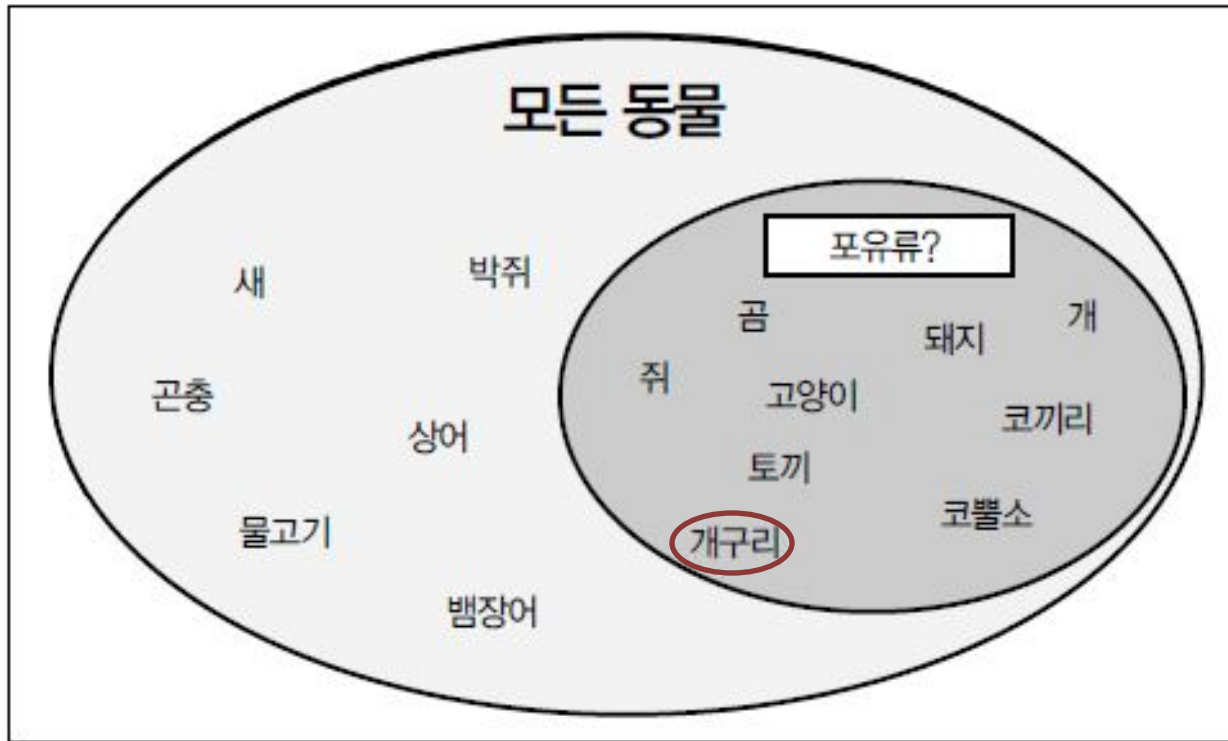 모든 동물
포유류?
새
박쥐
곰
돼지
개
쥐
고양이
곤충
코끼리
상어
토끼
코뿔소
물고기
개구리
뱀장어